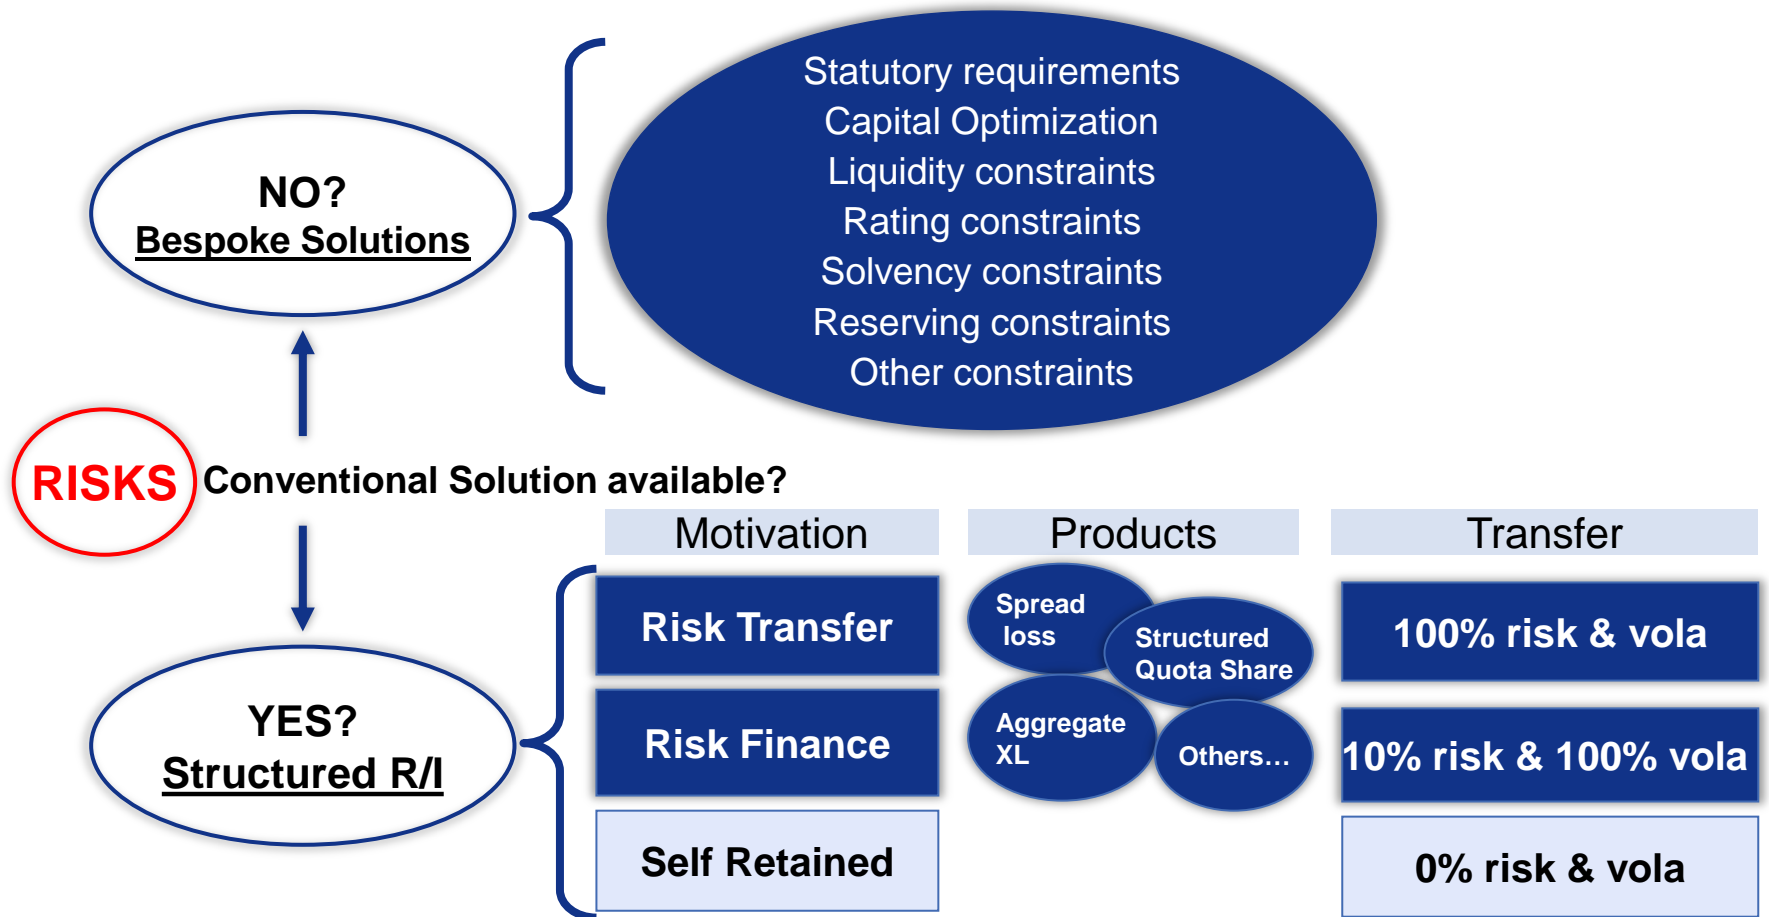 Statutory requirements
Capital Optimization
Liquidity constraints
Rating constraints
Solvency constraints
Reserving constraints
Other constraints
NO?
Bespoke Solutions
RISKS
Conventional Solution available?
Motivation
Products
Transfer
YES?
Structured R/I
Risk Transfer
Risk Finance
Self Retained
Spread
loss
Structured
Quota Share
Aggregate
XL
Others…
100% risk & vola
10% risk & 100% vola
0% risk & vola